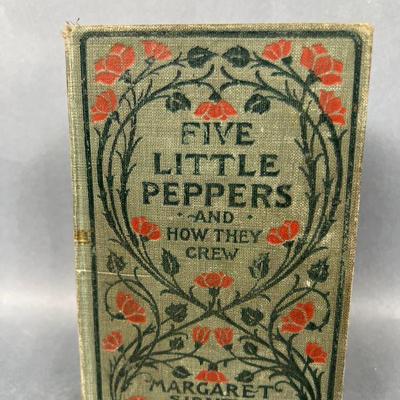 FIVE
LITTLE
PEPPERS
·AND·
HOW THEY
GREW
MARGARET